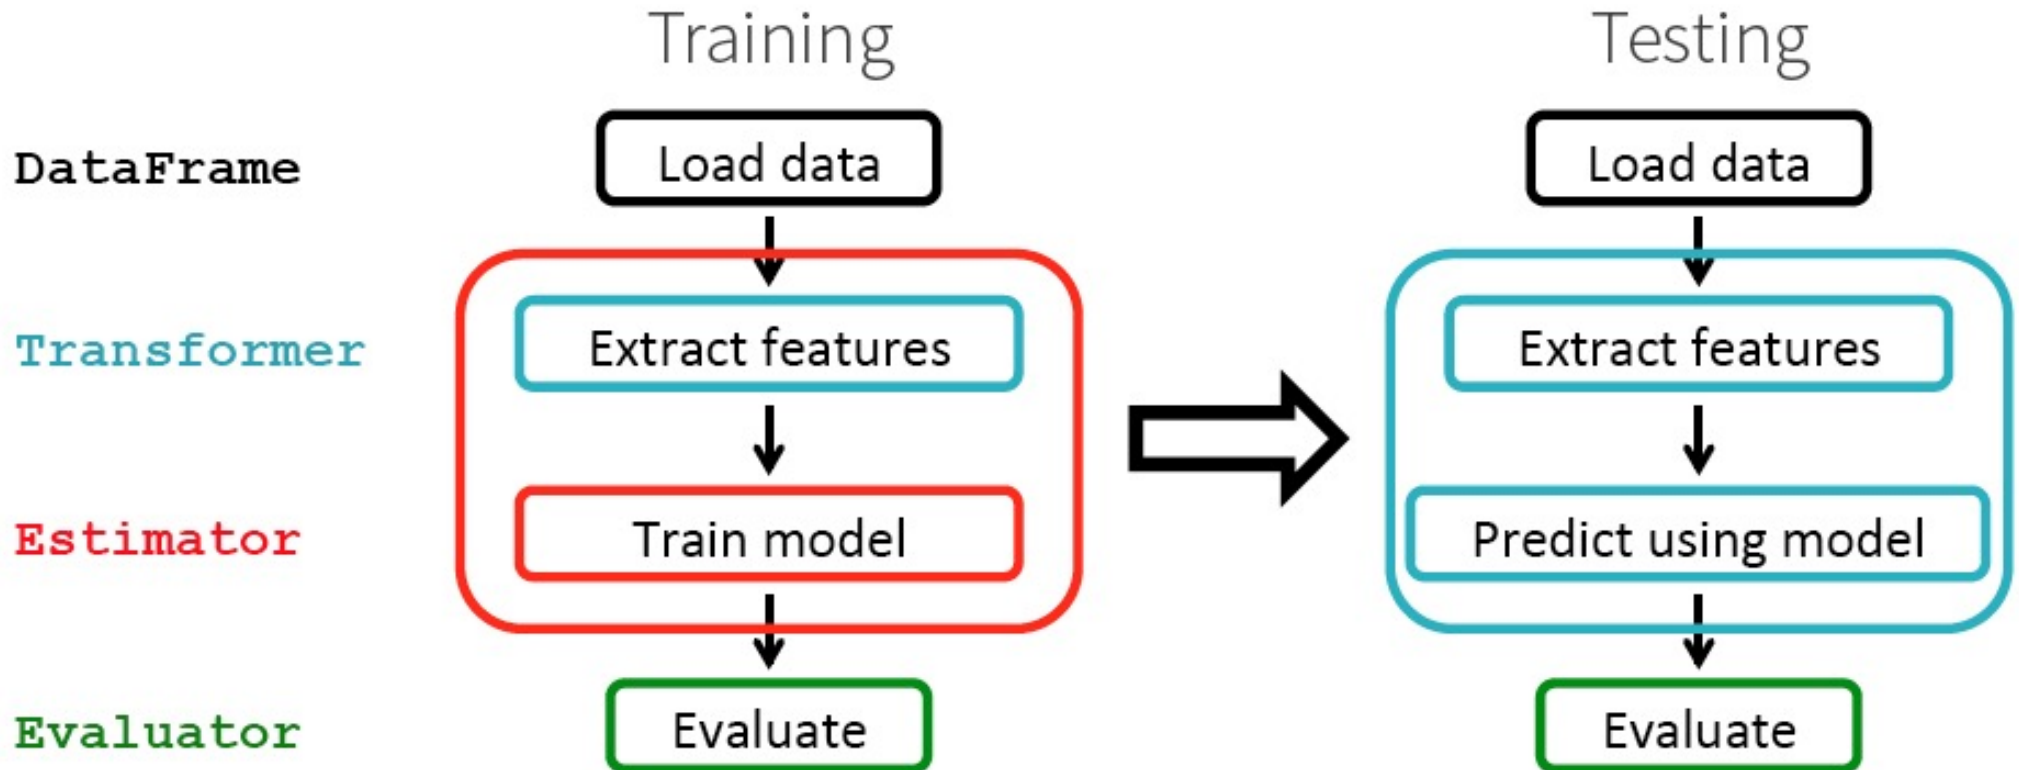 Training
Testing
DataFrame
Load data
Load data
Transformer
Extract features
Extract features
Estimator
Train model
Predict using model
Evaluator
Evaluate
Evaluate